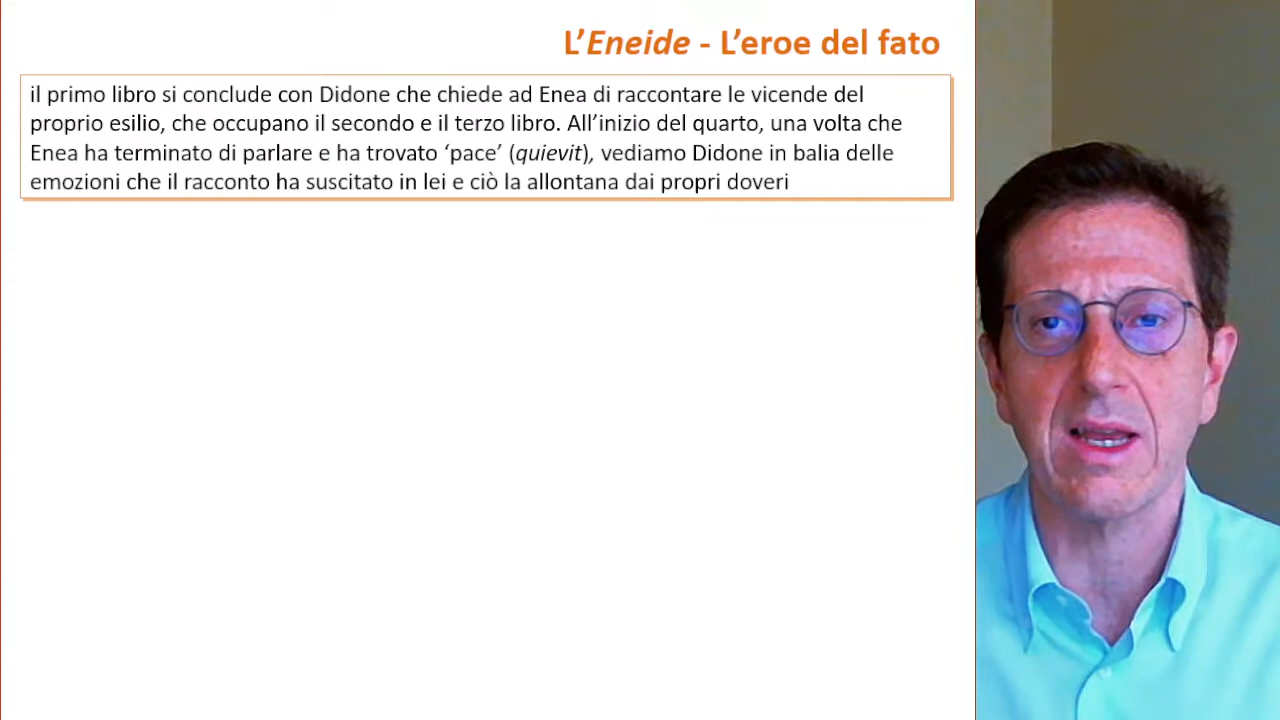 L’Eneide - L’eroe del fato
il primo libro si conclude con Didone che chiede ad Enea di raccontare le vicende del
proprio esilio, che occupano il secondo e il terzo libro. All’inizio del quarto, una volta che
Enea ha terminato di parlare e ha trovato ‘pace’ (quievit), vediamo Didone in balia delle
emozioni che il racconto ha suscitato in lei e ciò la allontana dai propri doveri